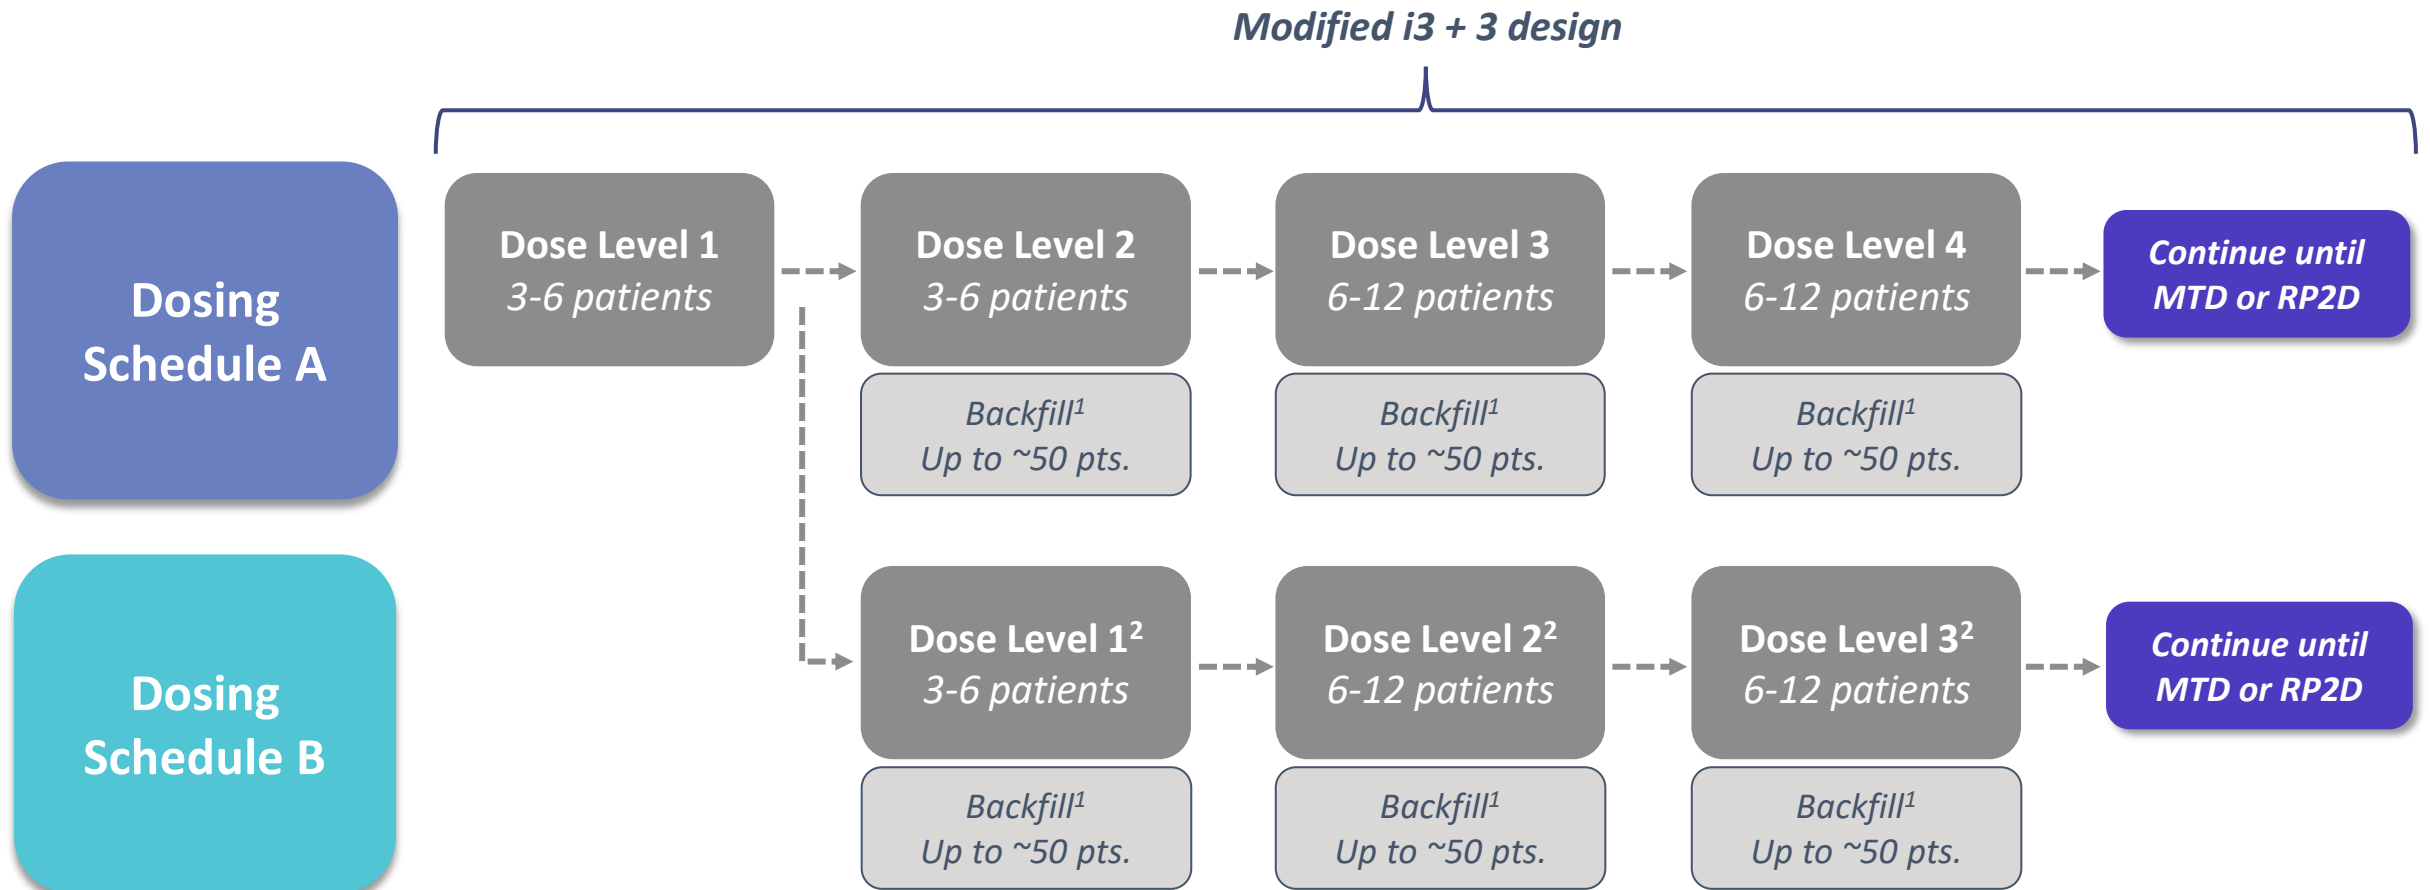 Modified i3 + 3 design
Dosing
Schedule A
Dose Level 1
3-6 patients
Dose Level 2
3-6 patients
Backfill¹
Up to ~50 pts.
Dose Level 3
6-12 patients
Backfill¹
Up to ~50 pts.
Dose Level 4
6-12 patients
Backfill¹
Up to ~50 pts.
Continue until
MTD or RP2D
Dosing
Schedule B
Dose Level 1²
3-6 patients
Backfill¹
Up to ~50 pts.
Dose Level 2²
6-12 patients
Backfill¹
Up to ~50 pts.
Dose Level 3²
6-12 patients
Backfill¹
Up to ~50 pts.
Continue until
MTD or RP2D